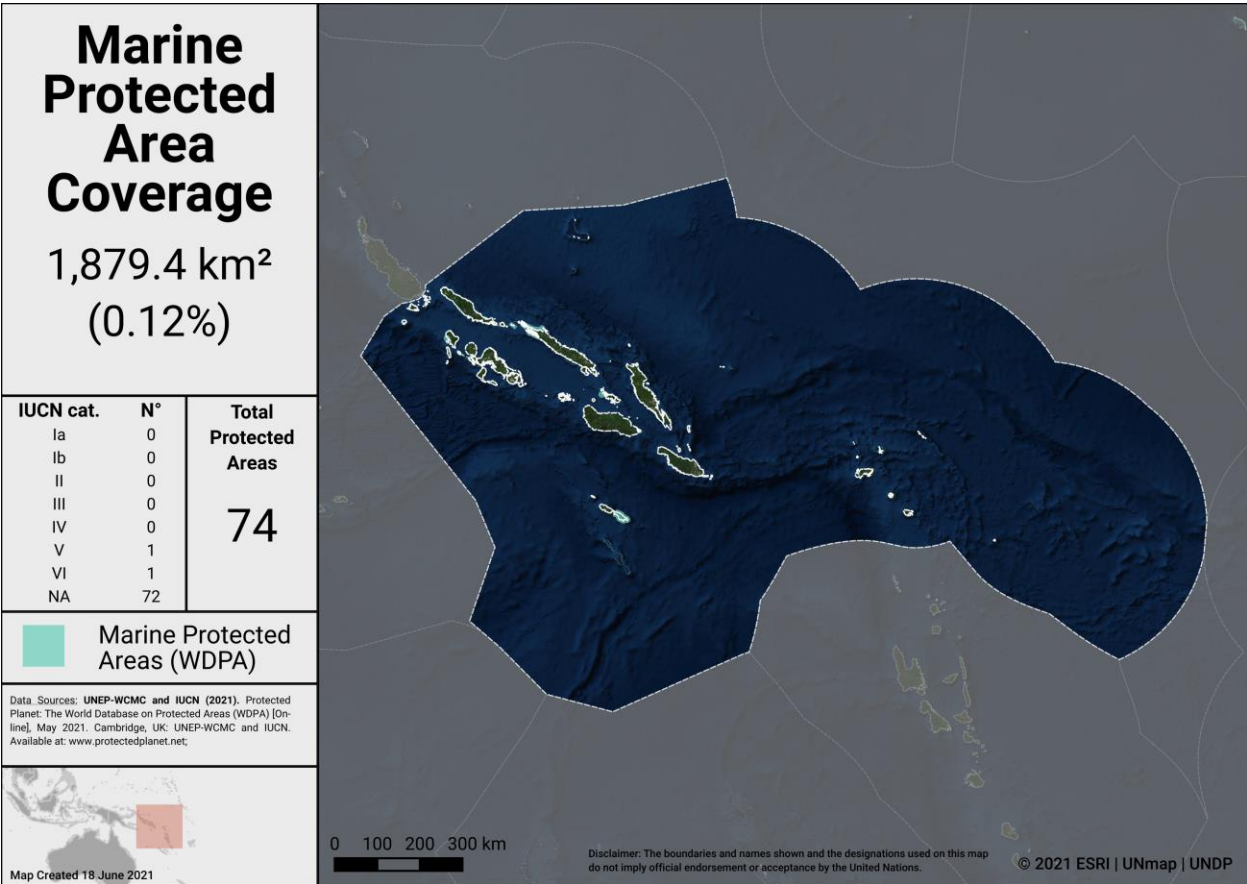 Marine
Protected
Area
Coverage
1,879.4 km²
(0.12%)
IUCN cat. N°
Ia 0
Ib 0
II 0
III 0
IV 0
V 1
VI 1
NA 72
Total
Protected
Areas
74
Marine Protected
Areas (WDPA)
Data Sources: UNEP-WCMC and IUCN (2021). Protected
Planet: The World Database on Protected Areas (WDPA) [On-
line], May 2021. Cambridge, UK: UNEP-WCMC and IUCN.
Available at: www.protectedplanet.net;
Map Created 18 June 2021
0 100 200 300 km
Disclaimer: The boundaries and names shown and the designations used on this map
do not imply official endorsement or acceptance by the United Nations.
© 2021 ESRI | UNmap | UNDP